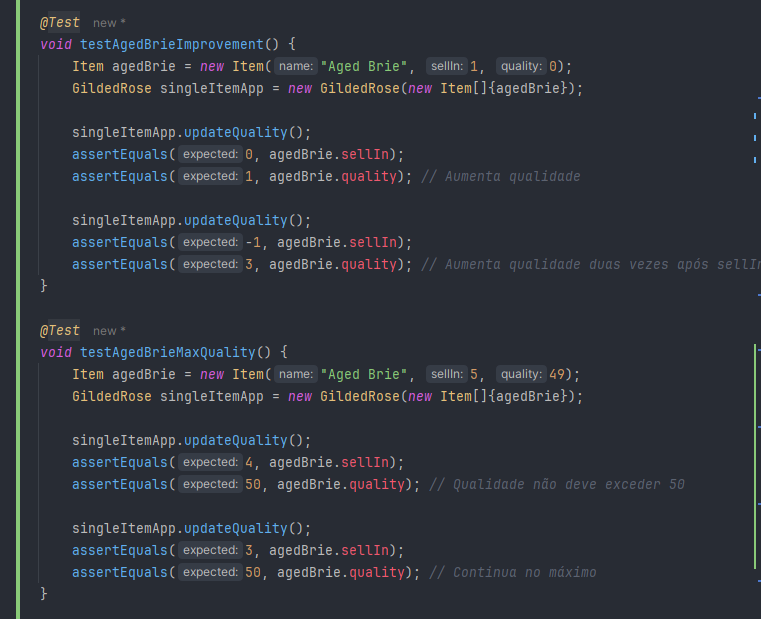 @Test new *
void testAgedBrieImprovement() {
Item agedBrie = new Item( name: "Aged Brie", sellIn: 1, quality: 0);
GildedRose singleItemApp = new GildedRose(new Item[]{agedBrie});
singleItemApp.updateQuality();
assertEquals( expected: 0, agedBrie.sellIn);
assertEquals( expected: 1, agedBrie.quality); // Aumenta qualidade
singleItemApp.updateQuality();
assertEquals( expected: -1, agedBrie.sellIn);
assertEquals( expected: 3, agedBrie.quality); // Aumenta qualidade duas vezes após sellIn
}
@Test new *
void testAgedBrieMaxQuality() {
Item agedBrie = new Item( name: "Aged Brie", sellIn: 5, quality: 49);
GildedRose singleItemApp = new GildedRose(new Item[]{agedBrie});
singleItemApp.updateQuality();
assertEquals( expected: 4, agedBrie.sellIn);
assertEquals( expected: 50, agedBrie.quality); // Qualidade não deve exceder 50
singleItemApp.updateQuality();
assertEquals( expected: 3, agedBrie.sellIn);
assertEquals( expected: 50, agedBrie.quality); // Continua no máximo
}